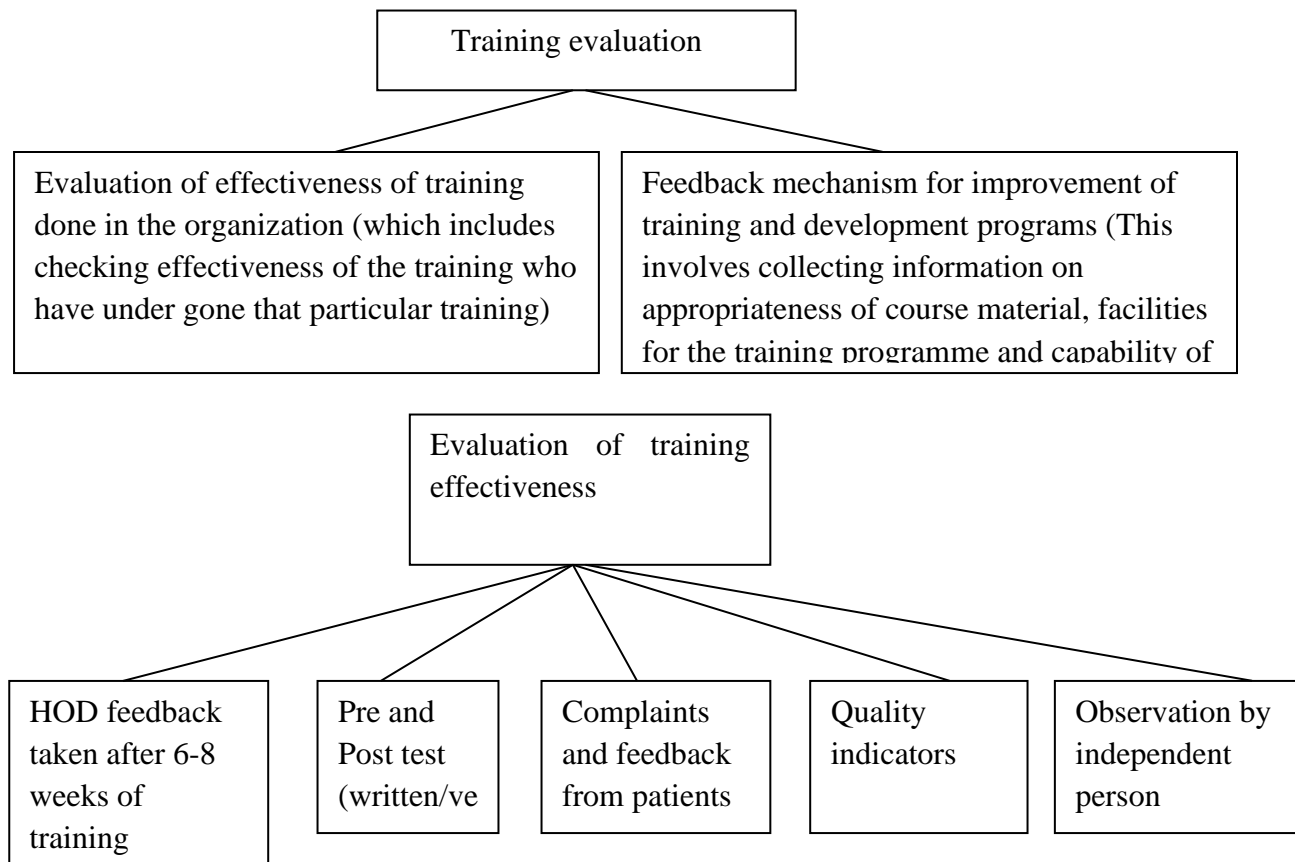 Training evaluation
Evaluation of effectiveness of training
done in the organization (which includes
checking effectiveness of the training who
have under gone that particular training)
Feedback mechanism for improvement of
training and development programs (This
involves collecting information on
appropriateness of course material, facilities
for the training programme and capability of
Evaluation of training
effectiveness
HOD feedback
taken after 6-8
weeks of
training
Pre and
Post test
(written/ve
Complaints
and feedback
from patients
Quality
indicators
Observation by
independent
person